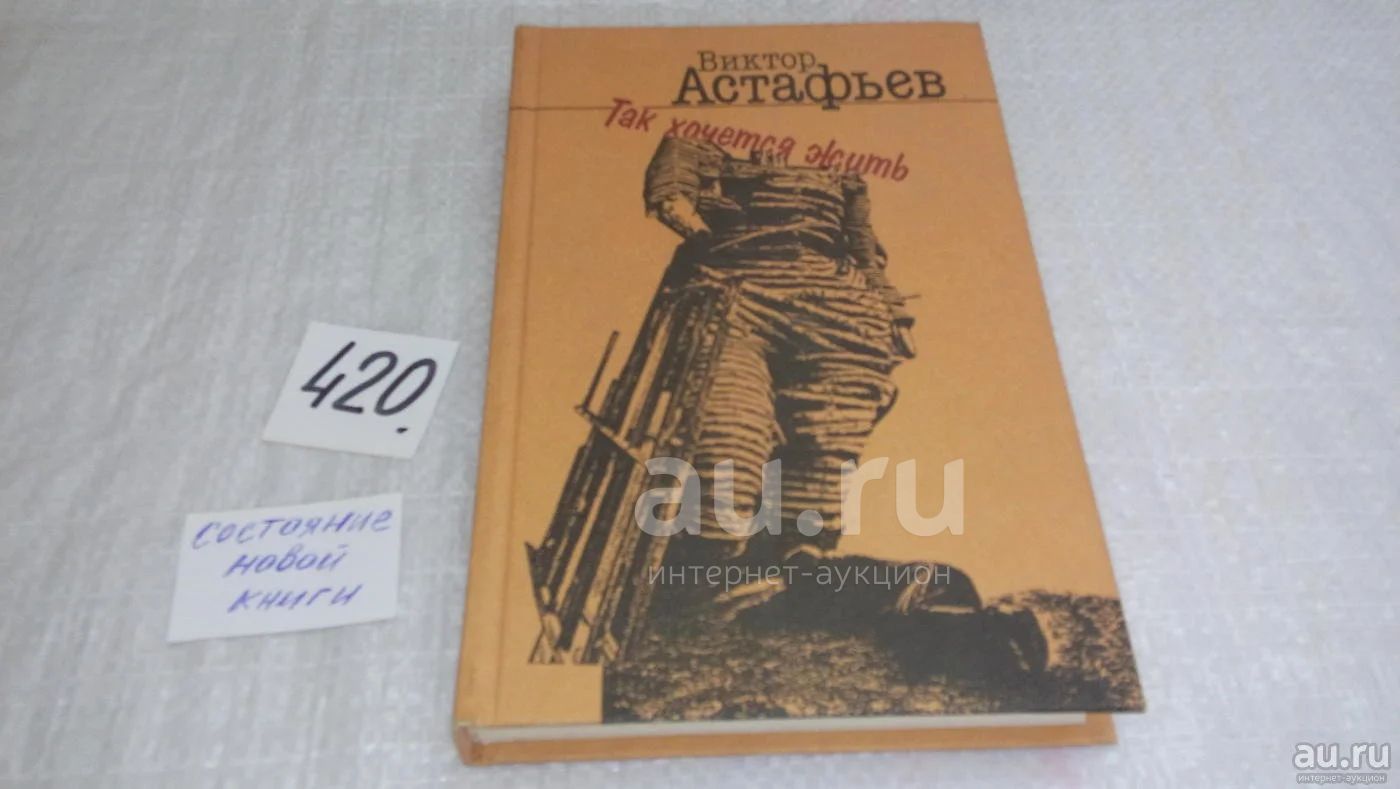 Виктор
Астафьев
Так хочется жить
420.
состояние
новой
книги
au.ru
интернет-аукцион
au.ru
интернет-аукцион